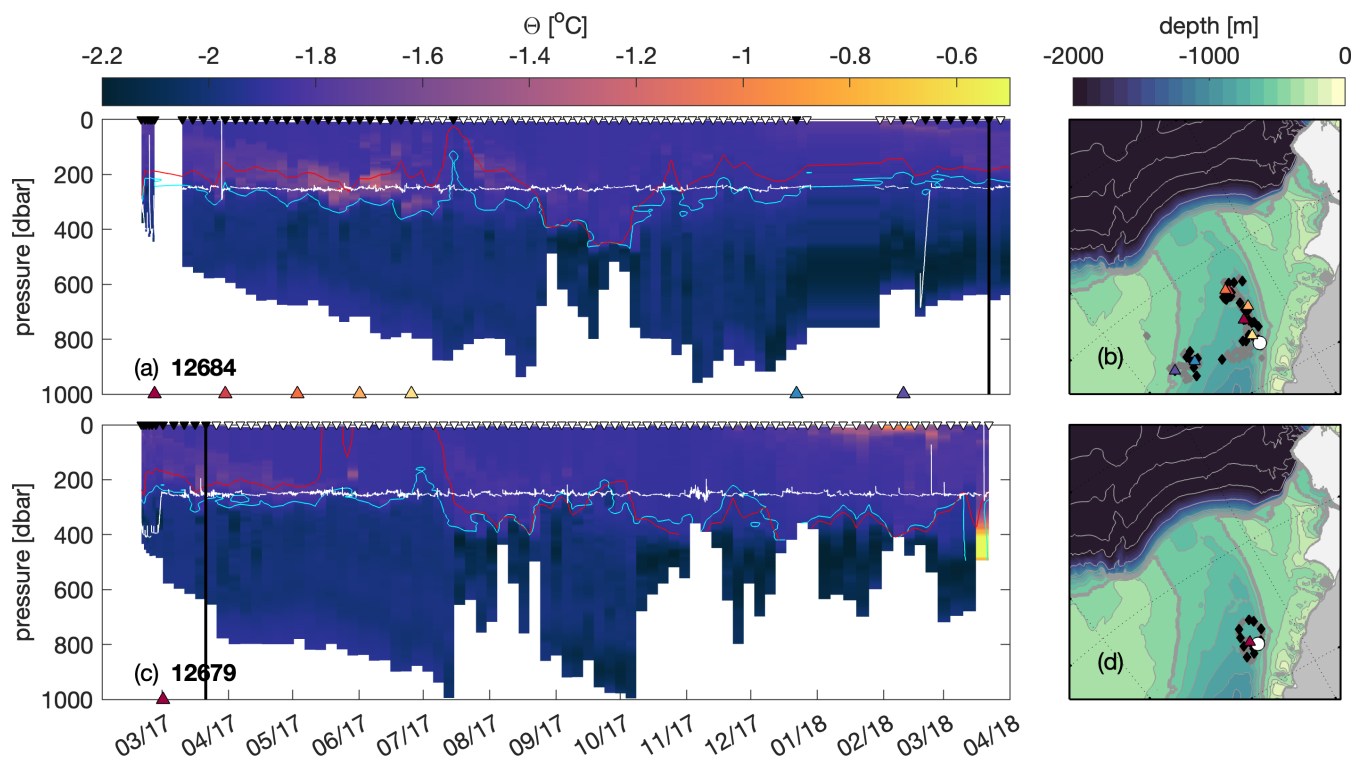 Θ [°C]
depth [m]
-2.2 -2 -1.8 -1.6 -1.4 -1.2 -1 -0.8 -0.6
-2000 -1000 0
pressure [dbar]
0
200
400
600
800
1000
(a) 12684
(b)
pressure [dbar]
0
200
400
600
800
1000
(c) 12679
(d)
03/17 04/17 05/17 06/17 07/17 08/17 09/17 10/17 11/17 12/17 01/18 02/18 03/18 04/18